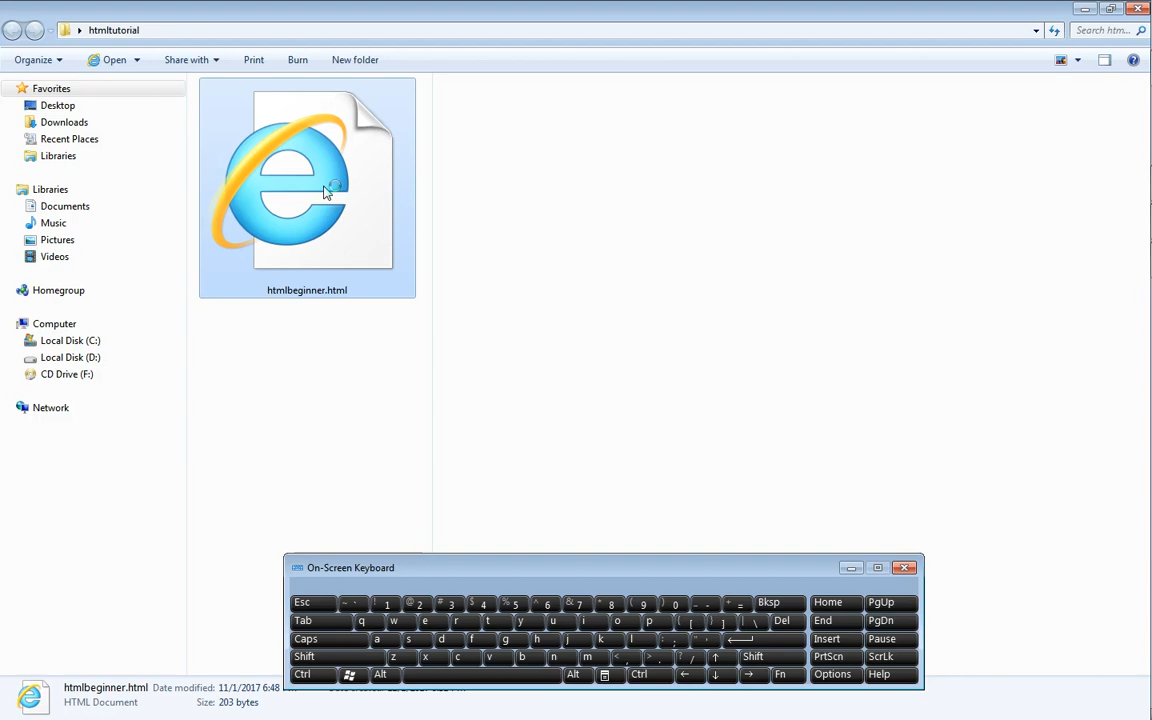 htmltutorial
Search htm...
Organize
Open
Share with
Print
Burn
New folder
Favorites
Desktop
Downloads
Recent Places
Libraries
Libraries
Documents
Music
Pictures
Videos
Homegroup
Computer
Local Disk (C:)
Local Disk (D:)
CD Drive (F:)
Network
htmlbeginner.html
On-Screen Keyboard
Esc ~ ` ! 1 @ 2 # 3 $ 4 % 5 ^ 6 & 7 * 8 ( 9 ) 0 _ - + = Bksp Home PgUp
Tab q w e r t y u i o p { [ } ] | \ Del End PgDn
Caps a s d f g h j k l : ; " ' Insert Pause
Shift z x c v b n m < , > . ? / ↑ Shift PrtScn ScrLk
Ctrl Alt Alt Ctrl ← ↓ → Fn Options Help
htmlbeginner.html Date modified: 11/1/2017 6:48
HTML Document Size: 203 bytes